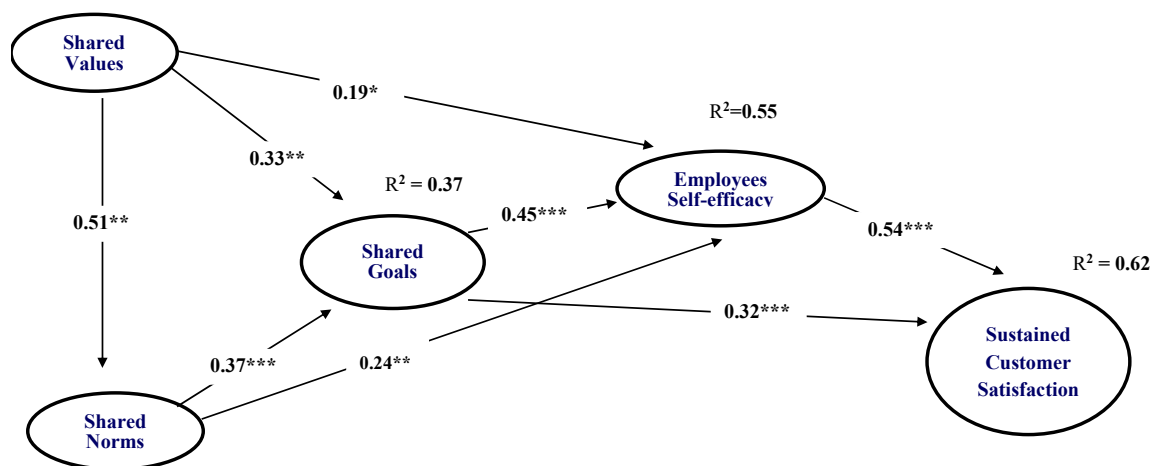 Shared
Values
0.19*
R²=0.55
0.33**
R² = 0.37
Employees
Self-efficacy
0.45***
0.51**
0.54***
Shared
Goals
R² = 0.62
0.32***
Sustained
Customer
Satisfaction
0.37***
0.24**
Shared
Norms